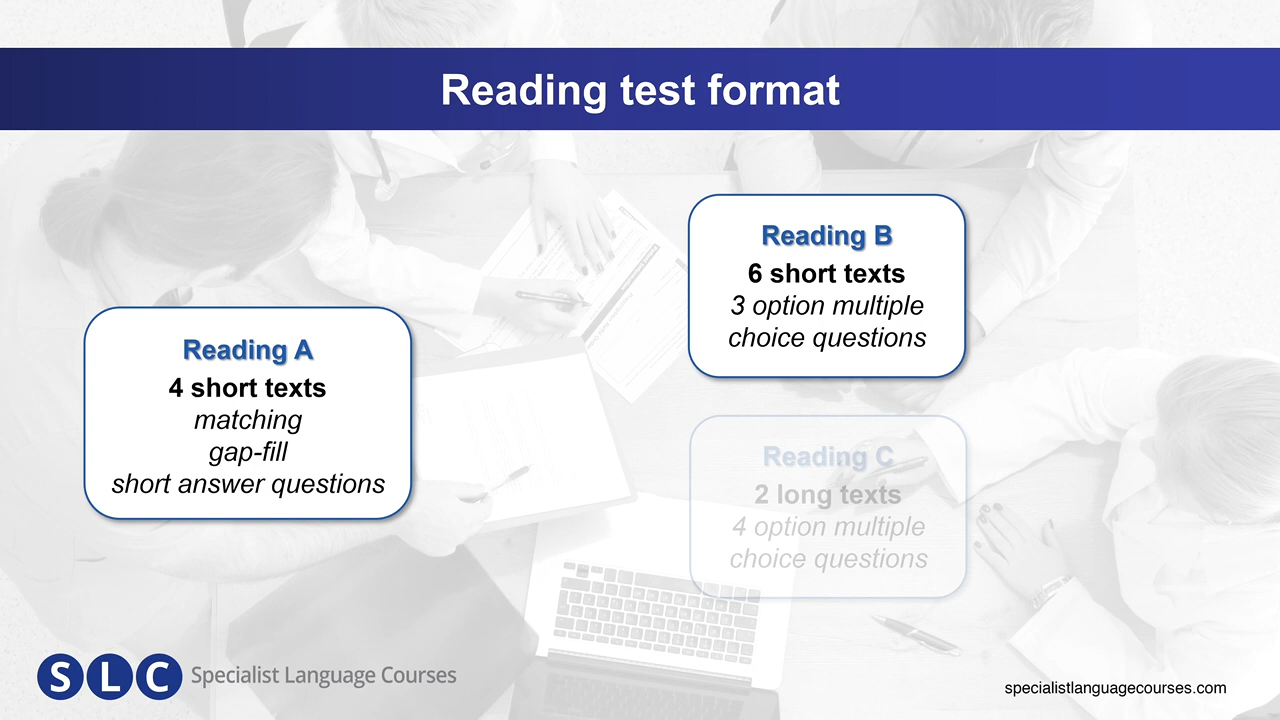 Reading test format
Reading A
4 short texts
matching
gap-fill
short answer questions
Reading B
6 short texts
3 option multiple
choice questions
Reading C
2 long texts
4 option multiple
choice questions
SLC Specialist Language Courses
specialistlanguagecourses.com